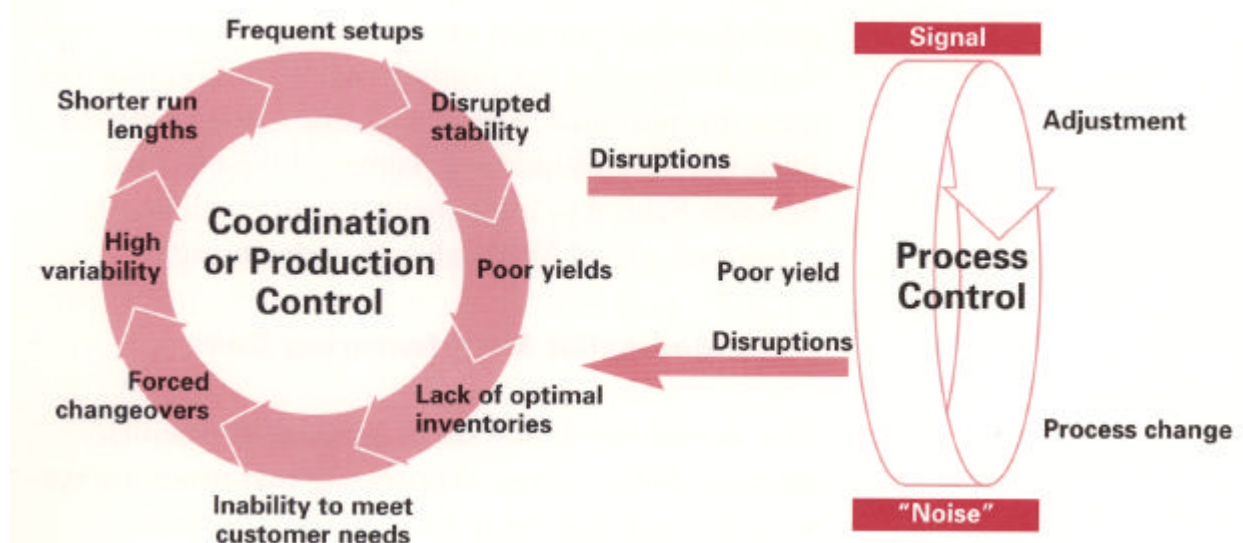 Frequent setups
Shorter run
lengths
Disrupted
stability
High
variability
Coordination
or Production
Control
Poor yields
Forced
changeovers
Lack of optimal
inventories
Inability to meet
customer needs
Disruptions
Poor yield
Disruptions
Signal
Adjustment
Process
Control
Process change
"Noise"